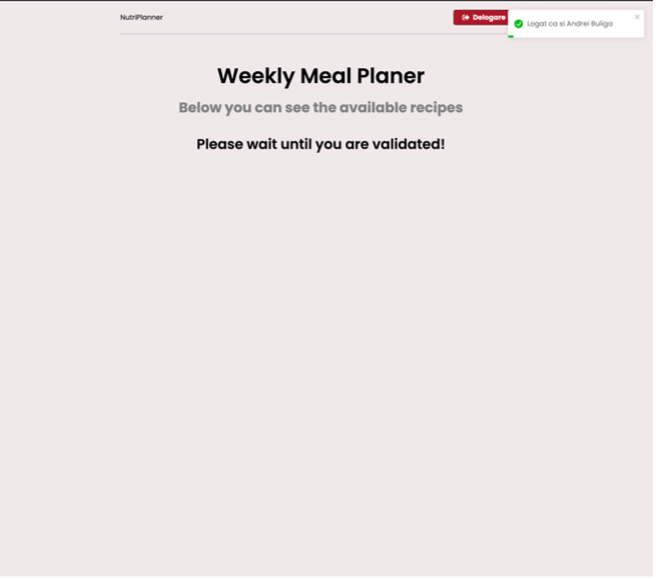 NutriPlanner
Delogare
Logat ca si Andrei Buliga
Weekly Meal Planer
Below you can see the available recipes
Please wait until you are validated!